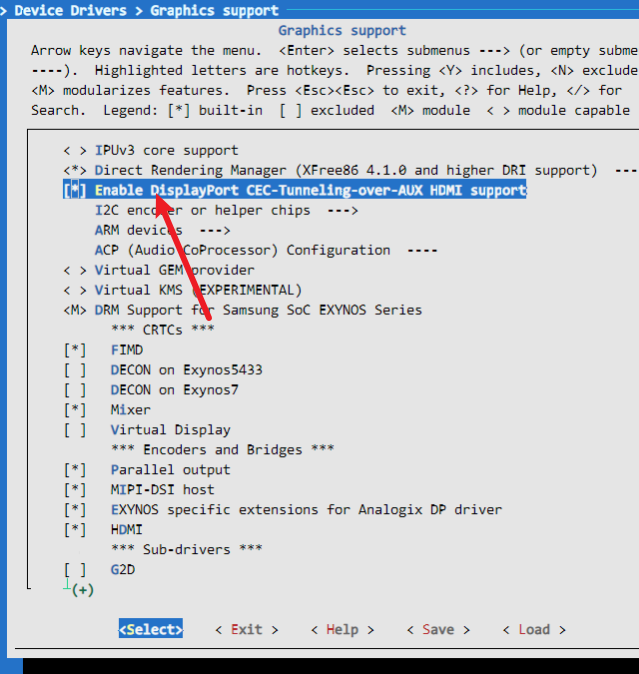 > Device Drivers > Graphics support
Graphics support
Arrow keys navigate the menu.  <Enter> selects submenus ---> (or empty subme
----).  Highlighted letters are hotkeys.  Pressing <Y> includes, <N> exclude
<M> modularizes features.  Press <Esc><Esc> to exit, <?> for Help, </> for
Search.  Legend: [*] built-in  [ ] excluded  <M> module  < > module capable
< > IPUv3 core support
<*> Direct Rendering Manager (XFree86 4.1.0 and higher DRI support)  ---
[*] Enable DisplayPort CEC-Tunneling-over-AUX HDMI support
I2C encoder or helper chips  --->
ARM devices  --->
ACP (Audio CoProcessor) Configuration  ----
< > Virtual GEM provider
< > Virtual KMS (EXPERIMENTAL)
<M> DRM Support for Samsung SoC EXYNOS Series
*** CRTCs ***
[*]   FIMD
[ ]   DECON on Exynos5433
[ ]   DECON on Exynos7
[*]   Mixer
[ ]   Virtual Display
*** Encoders and Bridges ***
[*]   Parallel output
[*]   MIPI-DSI host
[*]   EXYNOS specific extensions for Analogix DP driver
[*]   HDMI
*** Sub-drivers ***
[ ]   G2D
(+)
<Select>    < Exit >    < Help >    < Save >    < Load >